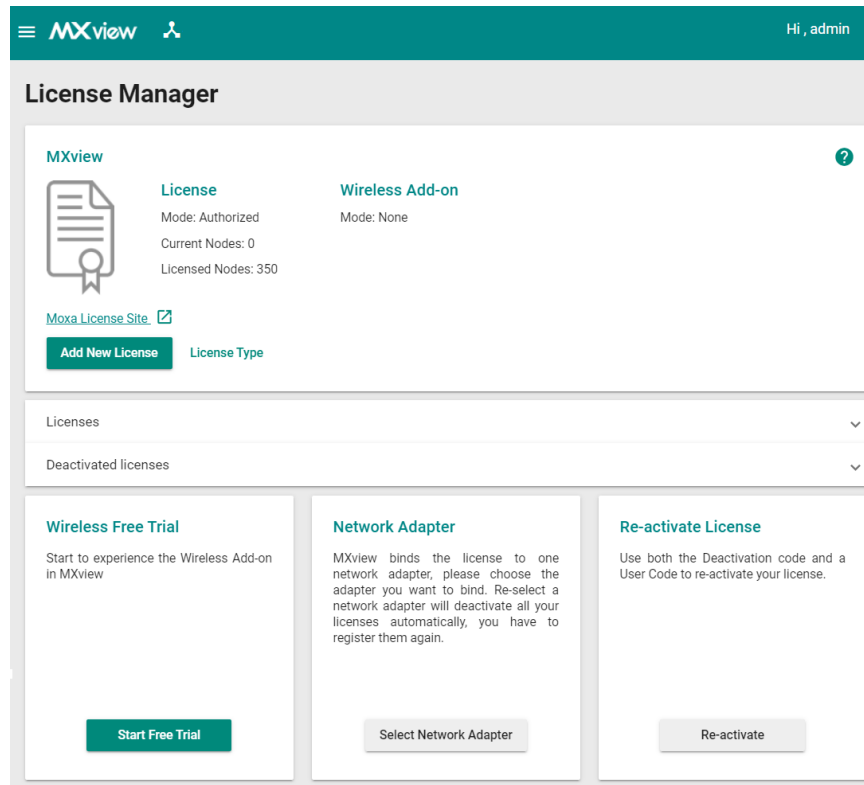 MXview
Hi , admin
License Manager
MXview
?
License
Mode: Authorized
Current Nodes: 0
Licensed Nodes: 350
Wireless Add-on
Mode: None
Moxa License Site
Add New License
License Type
Licenses
Deactivated licenses
Wireless Free Trial
Start to experience the Wireless Add-on
in MXview
Start Free Trial
Network Adapter
MXview binds the license to one
network adapter, please choose the
adapter you want to bind. Re-select a
network adapter will deactivate all your
licenses automatically, you have to
register them again.
Select Network Adapter
Re-activate License
Use both the Deactivation code and a
User Code to re-activate your license.
Re-activate